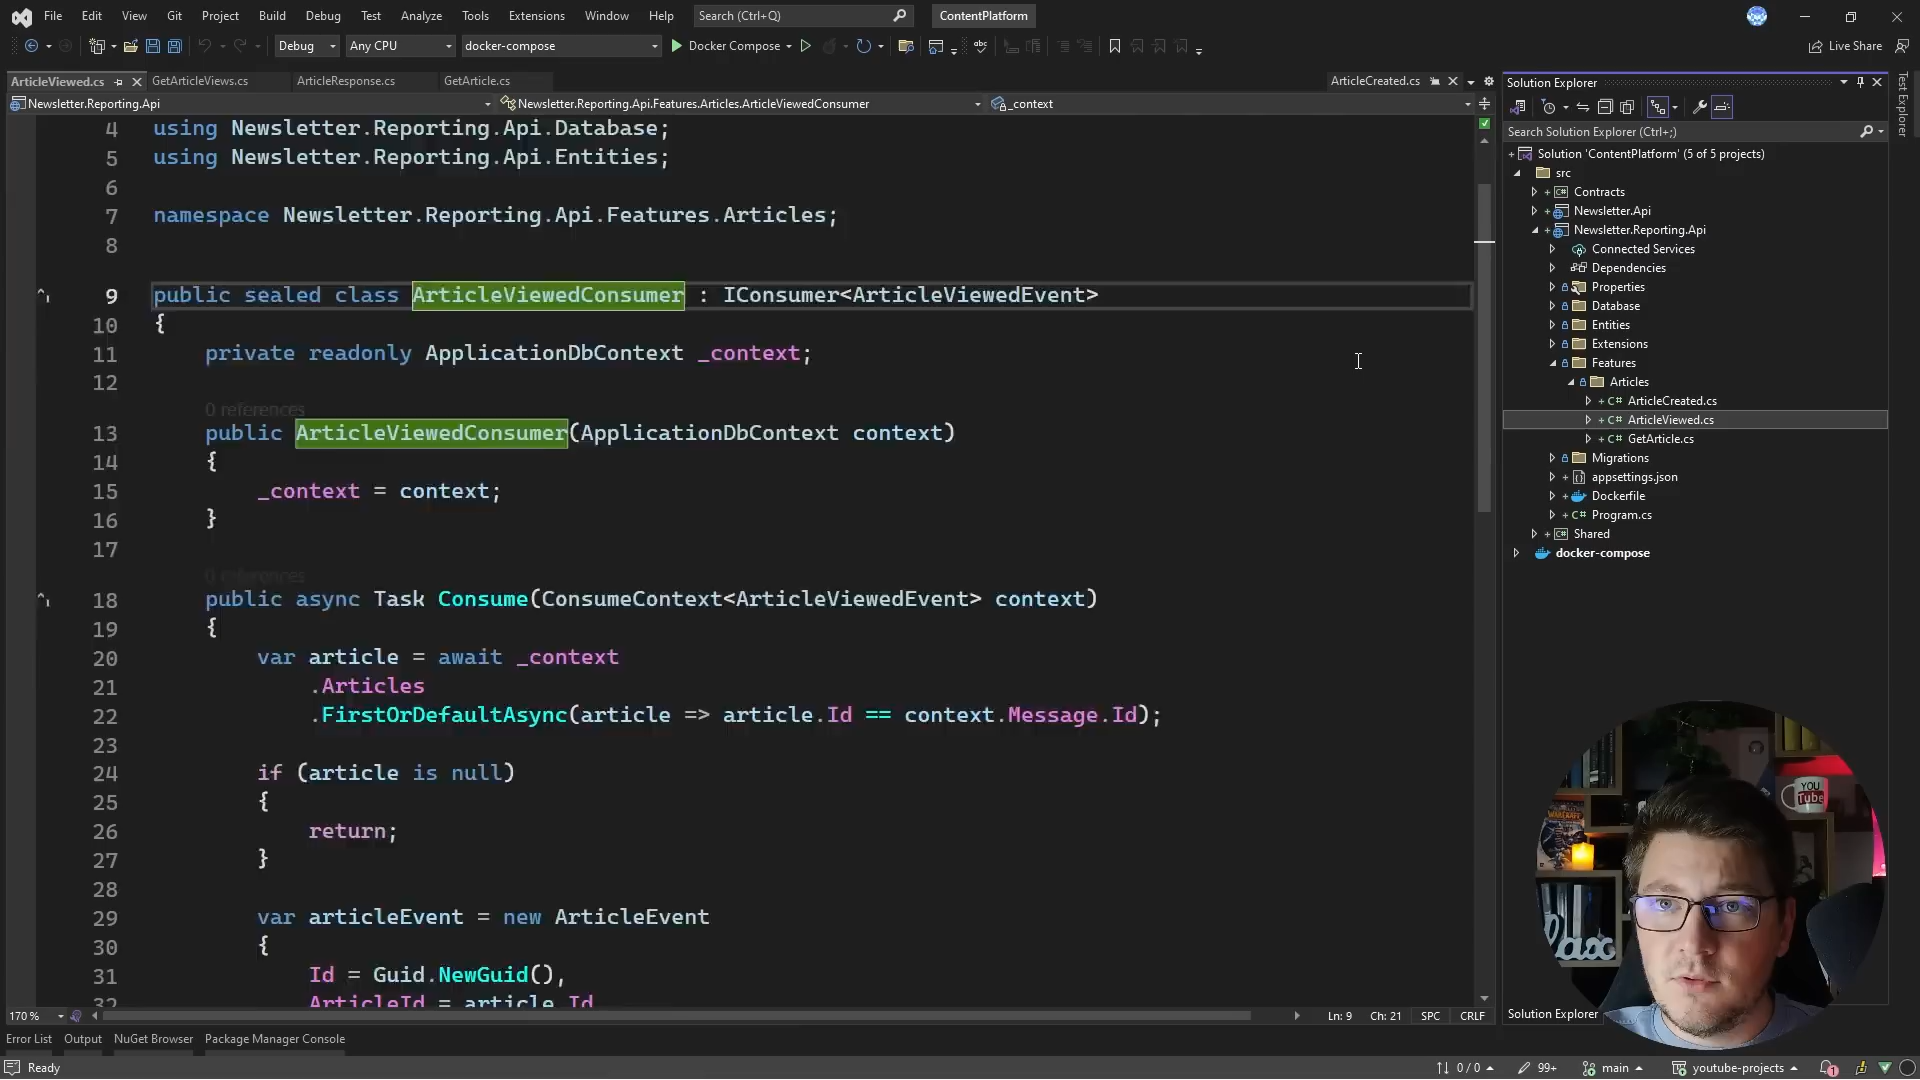 File Edit View Git Project Build Debug Test Analyze Tools Extensions Window Help Search (Ctrl+Q) ContentPlatform
Debug Any CPU docker-compose Docker Compose Live Share
ArticleViewed.cs GetArticleViews.cs ArticleResponse.cs GetArticle.cs ArticleCreated.cs
Newsletter.Reporting.Api Newsletter.Reporting.Api.Features.Articles.ArticleViewedConsumer _context
4 using Newsletter.Reporting.Api.Database;
5 using Newsletter.Reporting.Api.Entities;
6
7 namespace Newsletter.Reporting.Api.Features.Articles;
8
9 public sealed class ArticleViewedConsumer : IConsumer<ArticleViewedEvent>
10 {
11 private readonly ApplicationDbContext _context;
12
0 references
13 public ArticleViewedConsumer(ApplicationDbContext context)
14 {
15 _context = context;
16 }
17
0 references
18 public async Task Consume(ConsumeContext<ArticleViewedEvent> context)
19 {
20 var article = await _context
21 .Articles
22 .FirstOrDefaultAsync(article => article.Id == context.Message.Id);
23
24 if (article is null)
25 {
26 return;
27 }
28
29 var articleEvent = new ArticleEvent
30 {
31 Id = Guid.NewGuid(),
32 ArticleId = article.Id
170 % Ln: 9 Ch: 21 SPC CRLF
Error List Output NuGet Browser Package Manager Console
Ready 0 / 0 99+ main youtube-projects 1
Solution Explorer
Search Solution Explorer (Ctrl+;)
Solution 'ContentPlatform' (5 of 5 projects)
src
Contracts
Newsletter.Api
Newsletter.Reporting.Api
Connected Services
Dependencies
Properties
Database
Entities
Extensions
Features
Articles
ArticleCreated.cs
ArticleViewed.cs
GetArticle.cs
Migrations
appsettings.json
Dockerfile
Program.cs
Shared
docker-compose
Solution Explorer
Test Explorer
YOU
Tube
WARCRAFT